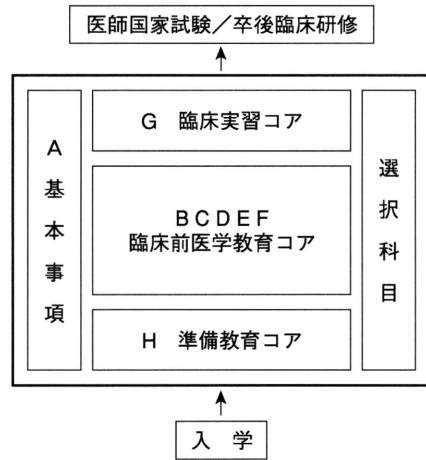 医師国家試験／卒後臨床研修
A基本事項
G 臨床実習コア
BCDEF
臨床前医学教育コア
H 準備教育コア
選択科目
入 学